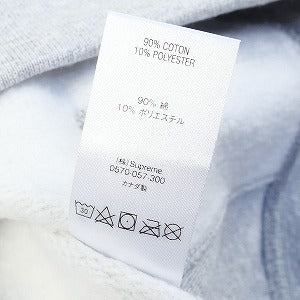 90% COTON
10% POLYESTER
90% 綿
10% ポリエステル
(株) Supreme
0570-057-300
カナダ製
30